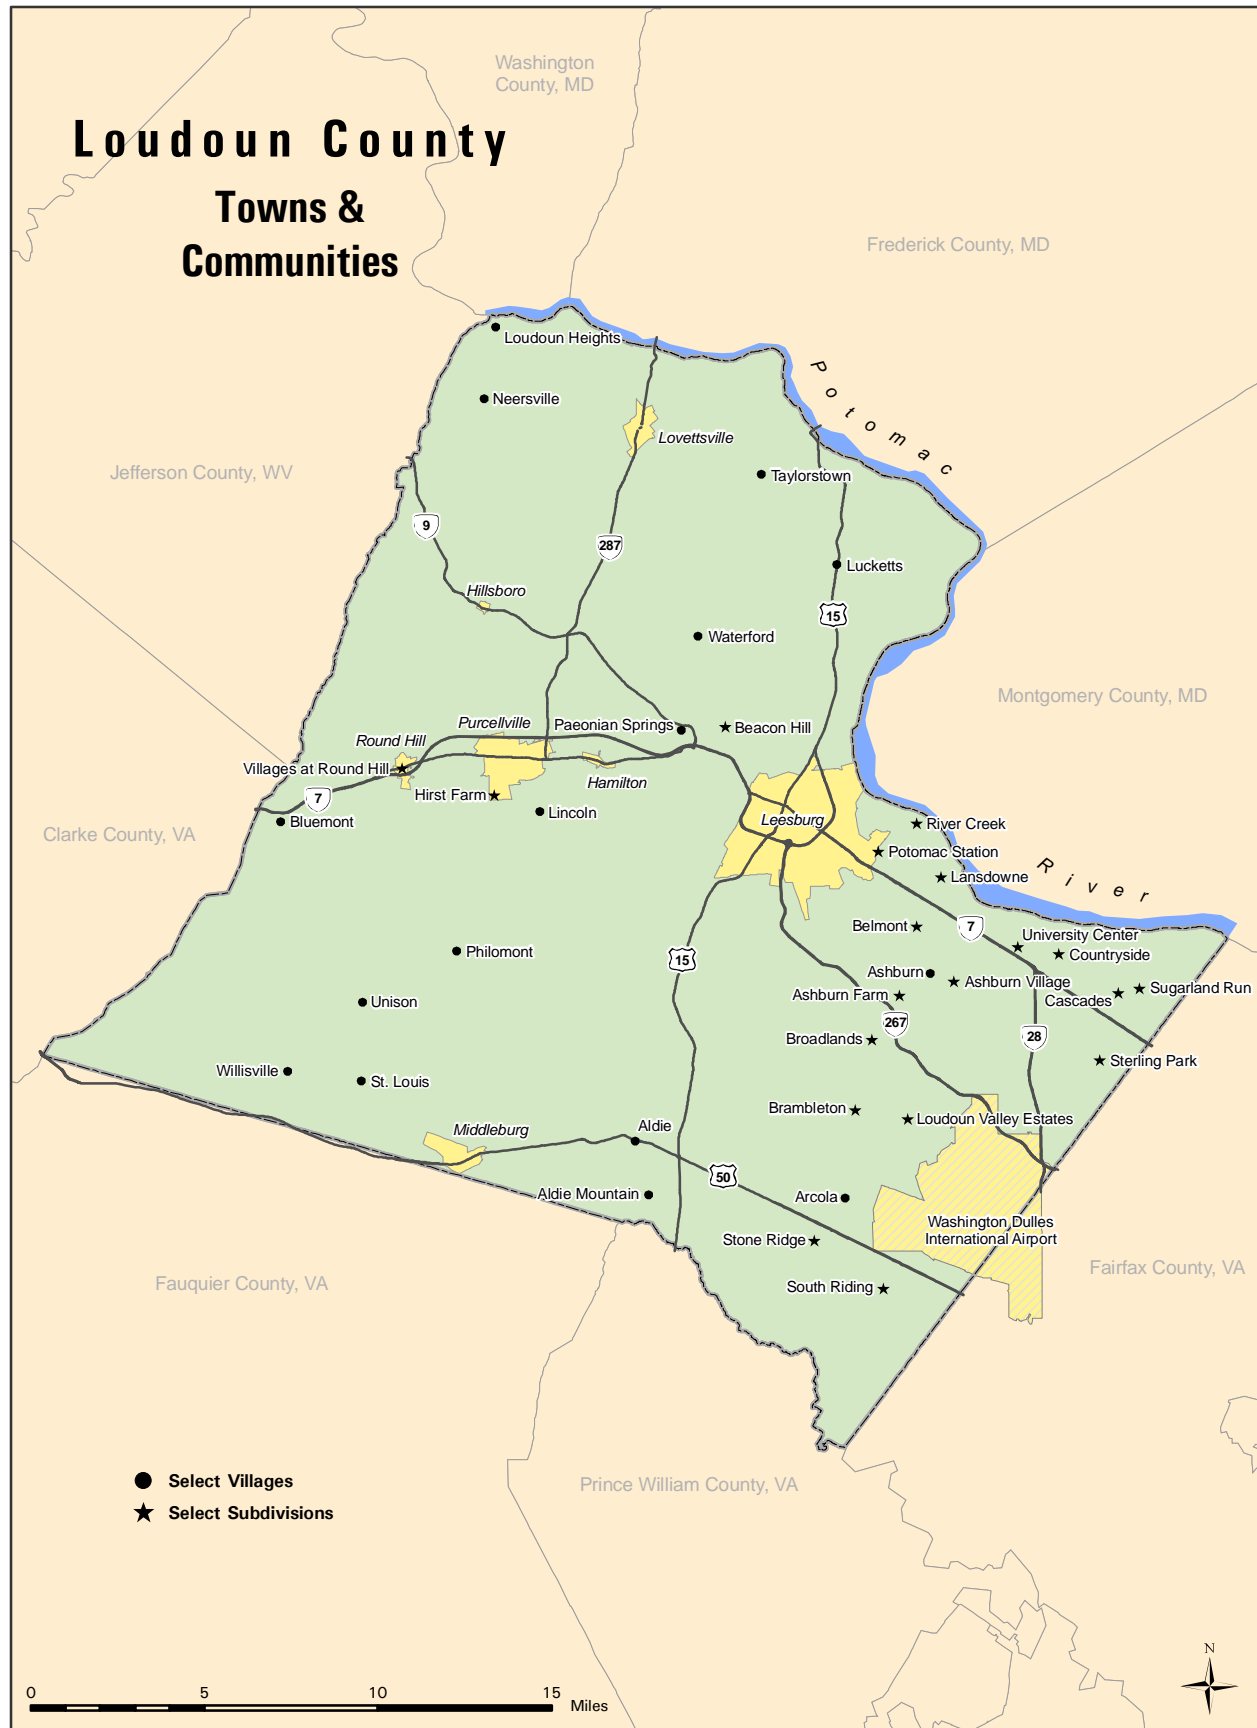 Washington
County, MD
Loudoun County
Towns &
Communities
Frederick County, MD
Loudoun Heights
Potomac
Neersville
Lovettsville
Jefferson County, WV
Taylorstown
9
287
Lucketts
Hillsboro
15
Waterford
Montgomery County, MD
Purcellville
Paeonian Springs
Beacon Hill
Round Hill
Villages at Round Hill
Hamilton
Hirst Farm
7
Lincoln
Bluemont
Leesburg
River Creek
Clarke County, VA
Potomac Station
River
Lansdowne
Belmont
7
University Center
Philomont
15
Countryside
Ashburn
Ashburn Village
Sugarland Run
Ashburn Farm
Cascades
Unison
267
Broadlands
28
Sterling Park
Willisville
St. Louis
Brambleton
Loudoun Valley Estates
Middleburg
Aldie
50
Aldie Mountain
Arcola
Washington Dulles
International Airport
Stone Ridge
Fairfax County, VA
Fauquier County, VA
South Riding
Select Villages
Prince William County, VA
Select Subdivisions
N
0 5 10 15
Miles